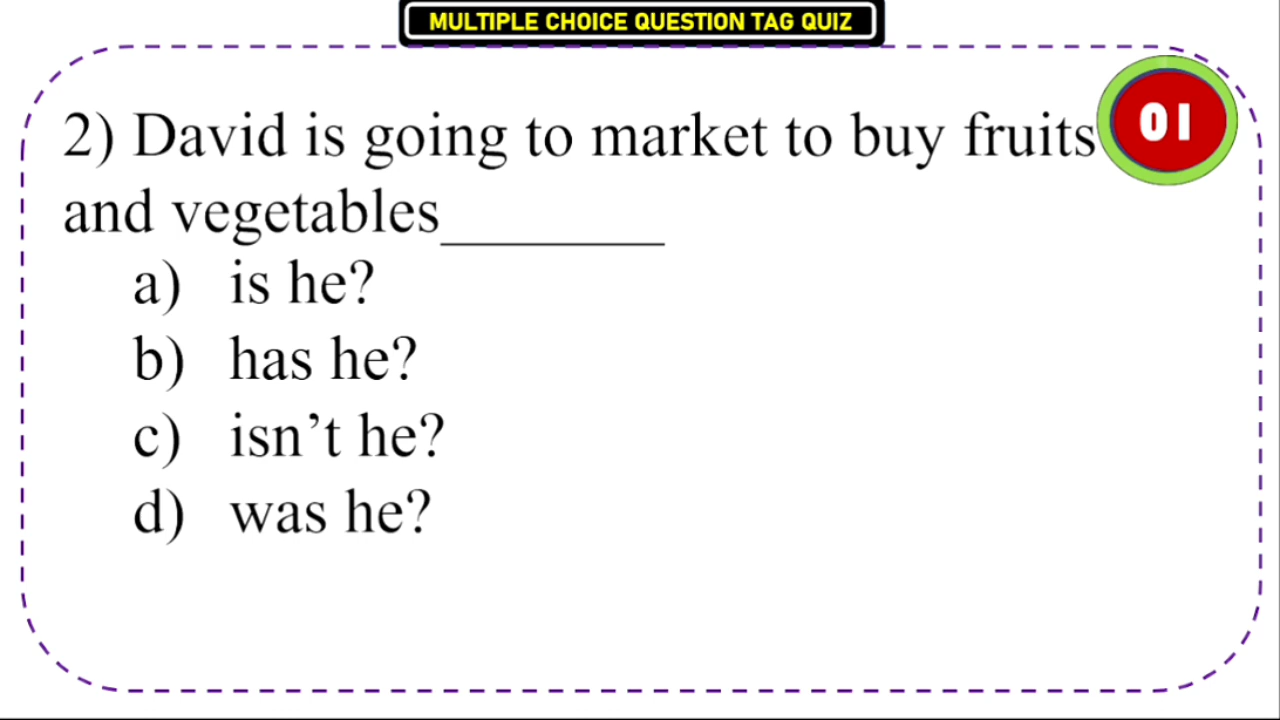 MULTIPLE CHOICE QUESTION TAG QUIZ
01
2) David is going to market to buy fruits
and vegetables_______
a) is he?
b) has he?
c) isn’t he?
d) was he?